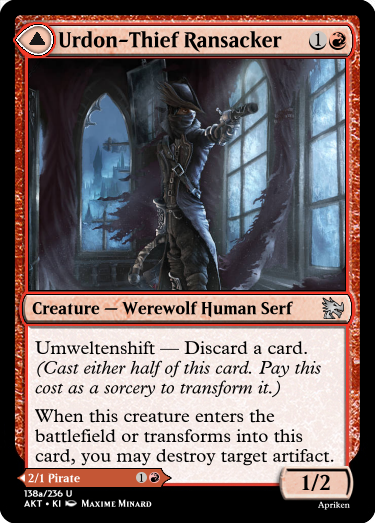 Urdon-Thief Ransacker 1
Creature — Werewolf Human Serf
Umweltenshift — Discard a card.
(Cast either half of this card. Pay this
cost as a sorcery to transform it.)
When this creature enters the
battlefield or transforms into this
card, you may destroy target artifact.
2/1 Pirate 1
1/2
138a/236 U
AKT • KI Maxime Minard
Apriken